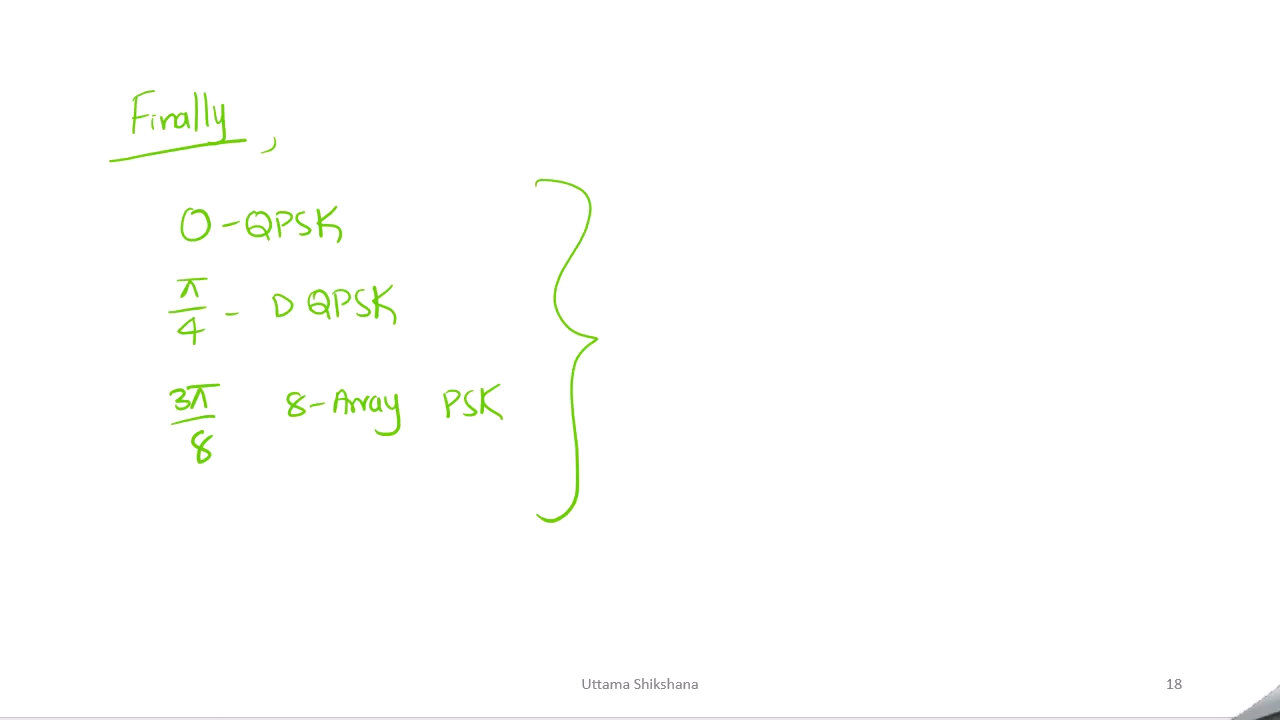 Finally,
O-QPSK
π/4 - DQPSK
3π/8 8-Array PSK
Uttama Shikshana 18